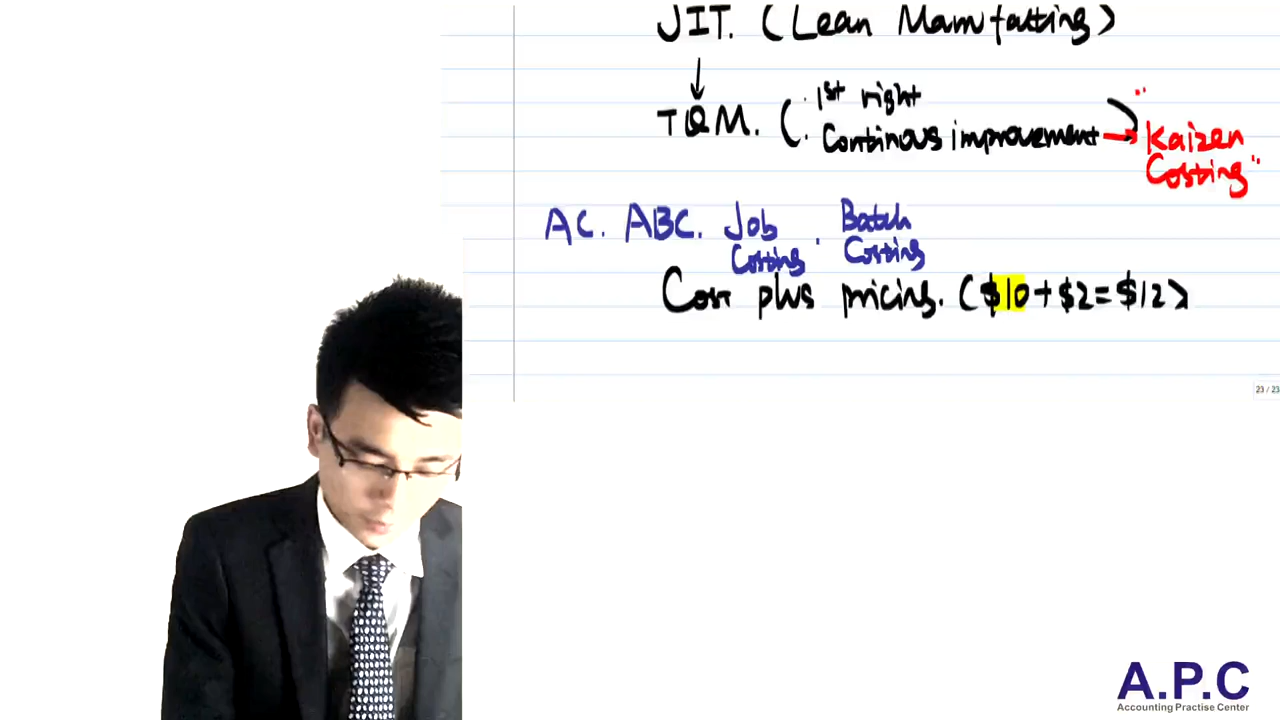 JIT. (Lean Manufatting)
TQM. (. 1st right
. Continous improvement) → "Kaizen
Costing"
AC. ABC. Job Costing. Batch Costing
Cost plus pricing. ($10+$2=$12)
23 / 23
A.P.C
Accounting Practise Center